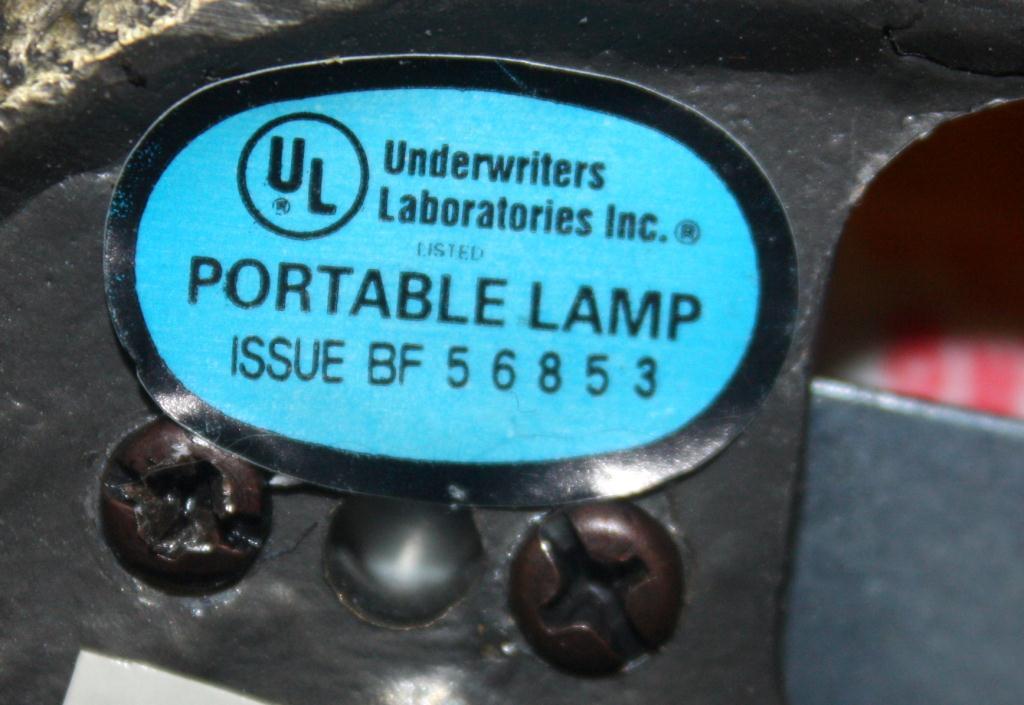 UL®
Underwriters
Laboratories Inc.®
LISTED
PORTABLE LAMP
ISSUE BF 56853